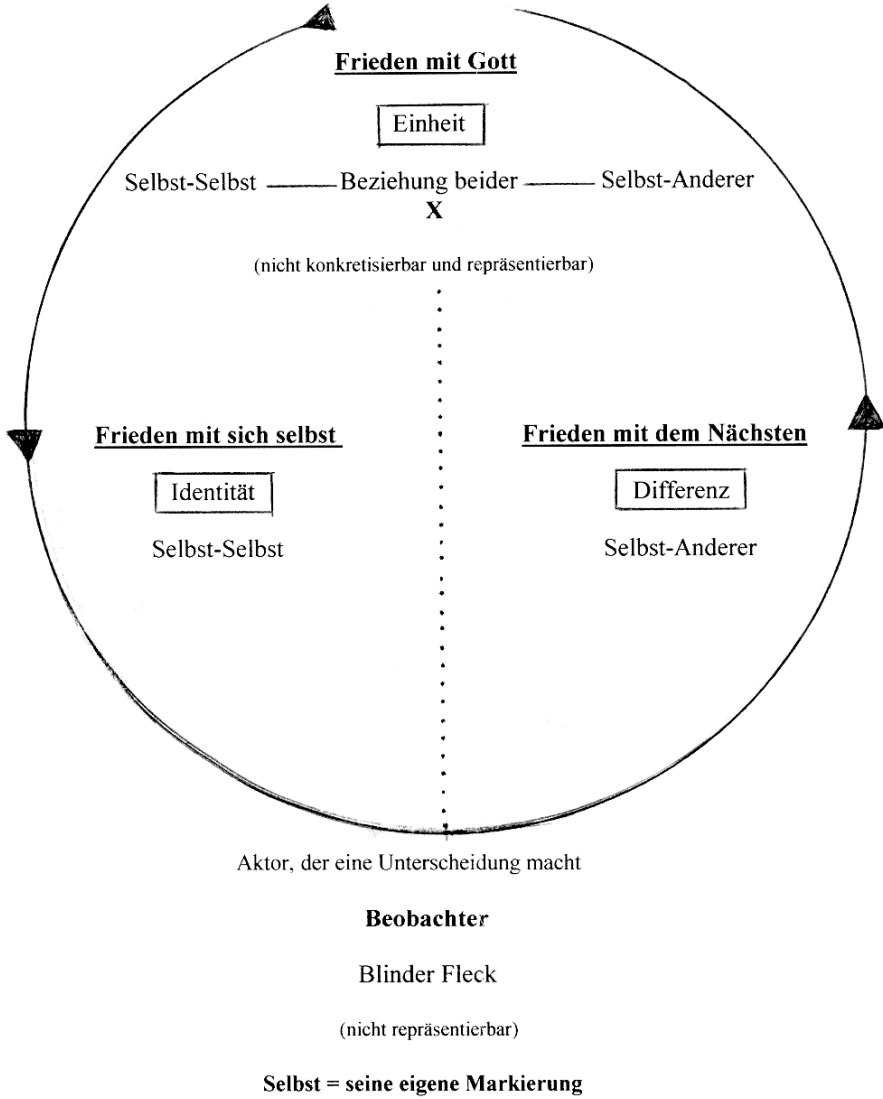 Frieden mit Gott
Einheit
Selbst-Selbst —— Beziehung beider —— Selbst-Anderer
X
(nicht konkretisierbar und repräsentierbar)
Frieden mit sich selbst
Frieden mit dem Nächsten
Identität
Differenz
Selbst-Selbst
Selbst-Anderer
Aktor, der eine Unterscheidung macht
Beobachter
Blinder Fleck
(nicht repräsentierbar)
Selbst = seine eigene Markierung